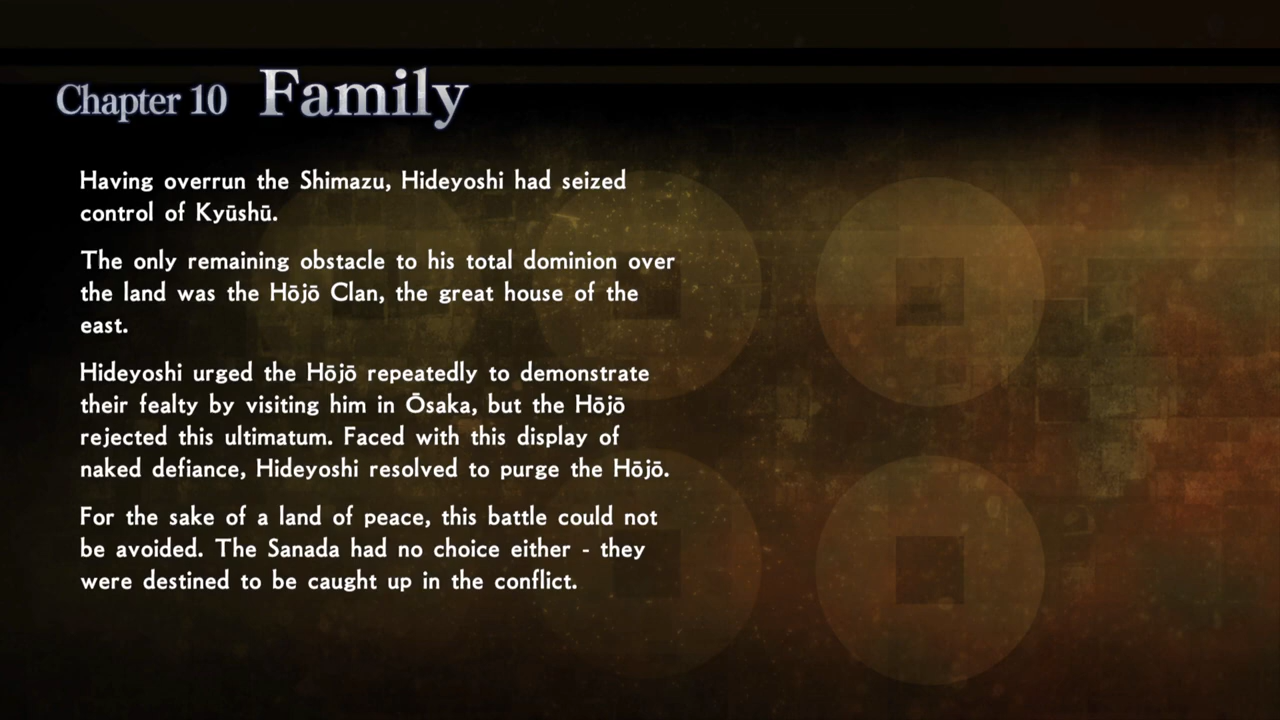 Chapter 10 Family
Having overrun the Shimazu, Hideyoshi had seized
control of Kyūshū.
The only remaining obstacle to his total dominion over
the land was the Hōjō Clan, the great house of the
east.
Hideyoshi urged the Hōjō repeatedly to demonstrate
their fealty by visiting him in Ōsaka, but the Hōjō
rejected this ultimatum. Faced with this display of
naked defiance, Hideyoshi resolved to purge the Hōjō.
For the sake of a land of peace, this battle could not
be avoided. The Sanada had no choice either - they
were destined to be caught up in the conflict.